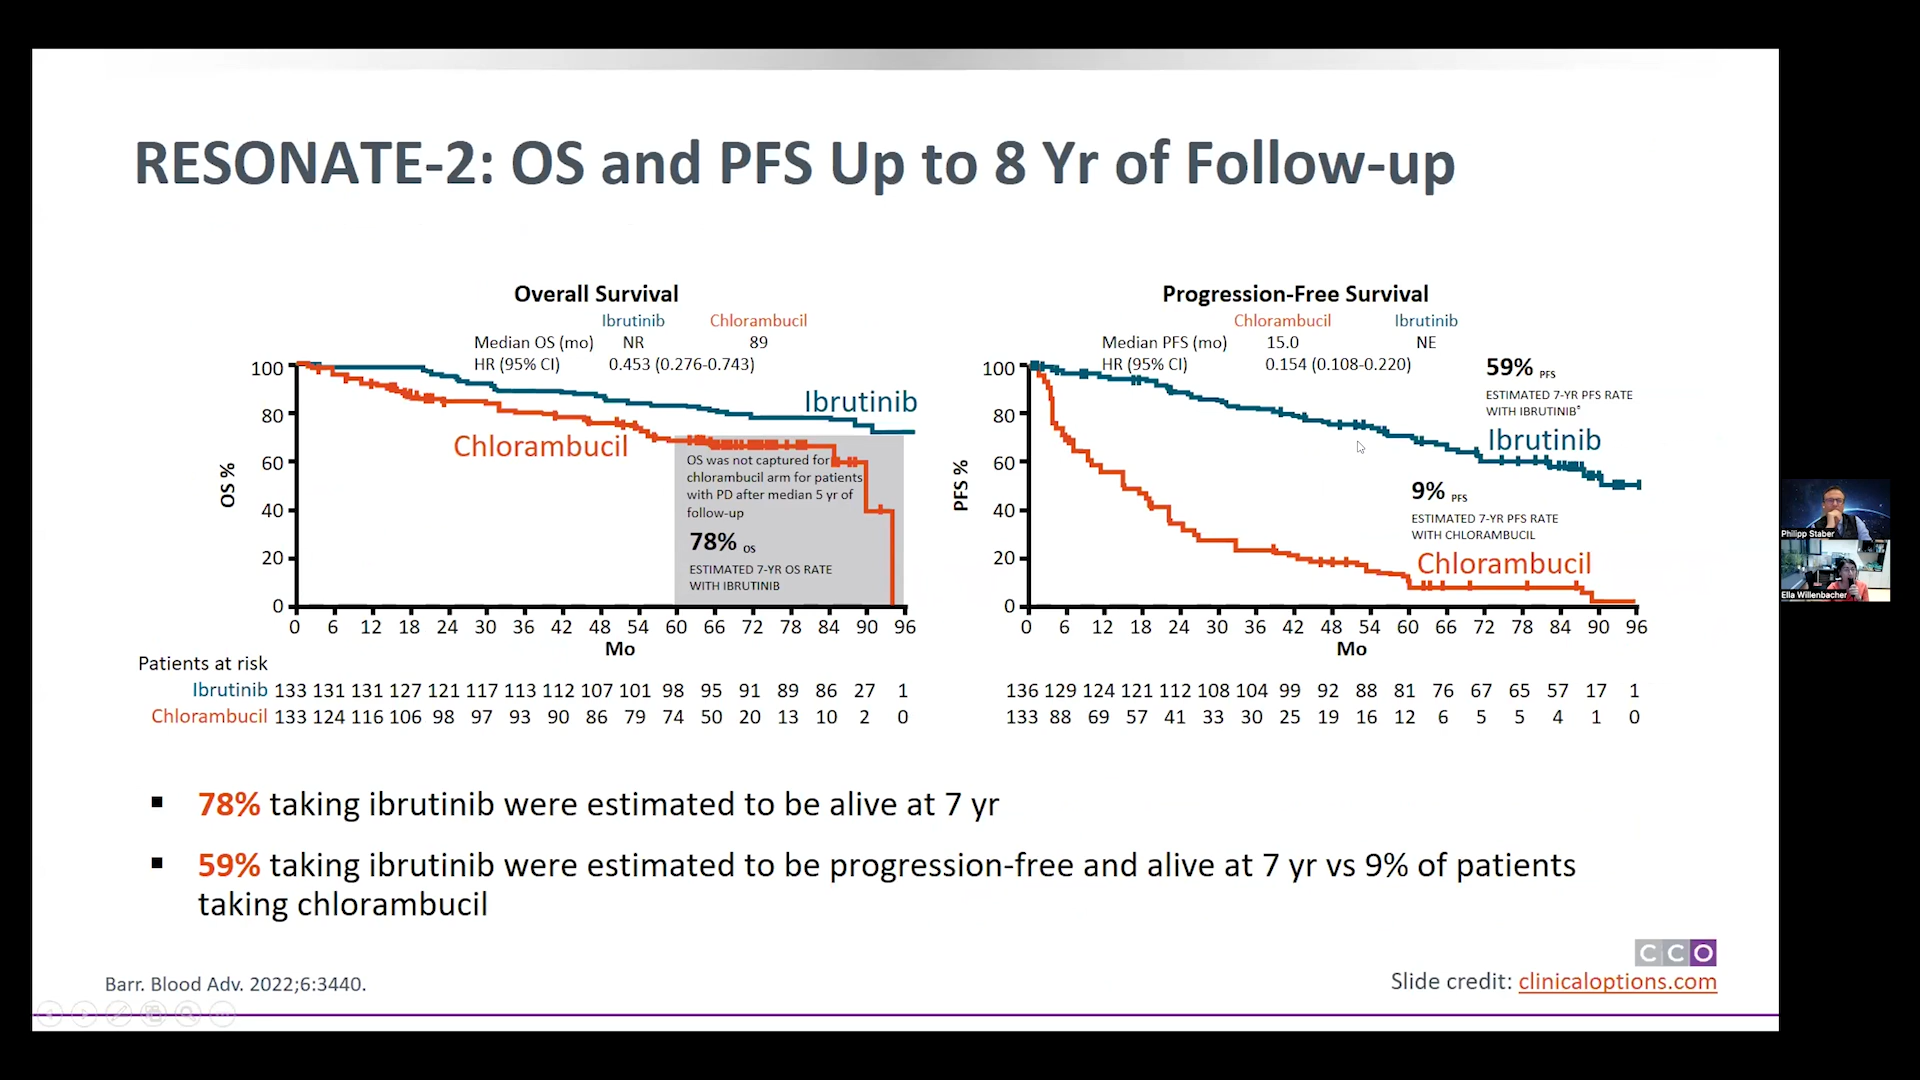 RESONATE-2: OS and PFS Up to 8 Yr of Follow-up
Overall Survival
Ibrutinib Chlorambucil
Median OS (mo) NR 89
HR (95% CI) 0.453 (0.276-0.743)
OS %
100
80
60
40
20
0
Ibrutinib
Chlorambucil
OS was not captured for
chlorambucil arm for patients
with PD after median 5 yr of
follow-up
78% OS
ESTIMATED 7-YR OS RATE
WITH IBRUTINIB
0 6 12 18 24 30 36 42 48 54 60 66 72 78 84 90 96
Mo
Patients at risk
Ibrutinib 133 131 131 127 121 117 113 112 107 101 98 95 91 89 86 27 1
Chlorambucil 133 124 116 106 98 97 93 90 86 79 74 50 20 13 10 2 0
Progression-Free Survival
Chlorambucil Ibrutinib
Median PFS (mo) 15.0 NE
HR (95% CI) 0.154 (0.108-0.220)
PFS %
100
80
60
40
20
0
59% PFS
ESTIMATED 7-YR PFS RATE
WITH IBRUTINIB*
Ibrutinib
9% PFS
ESTIMATED 7-YR PFS RATE
WITH CHLORAMBUCIL
Chlorambucil
0 6 12 18 24 30 36 42 48 54 60 66 72 78 84 90 96
Mo
136 129 124 121 112 108 104 99 92 88 81 76 67 65 57 17 1
133 88 69 57 41 33 30 25 19 16 12 6 5 5 4 1 0
▪ 78% taking ibrutinib were estimated to be alive at 7 yr
▪ 59% taking ibrutinib were estimated to be progression-free and alive at 7 yr vs 9% of patients
taking chlorambucil
Barr. Blood Adv. 2022;6:3440.
CCO
Slide credit: clinicaloptions.com
Philipp Staber
Ella Willenbacher